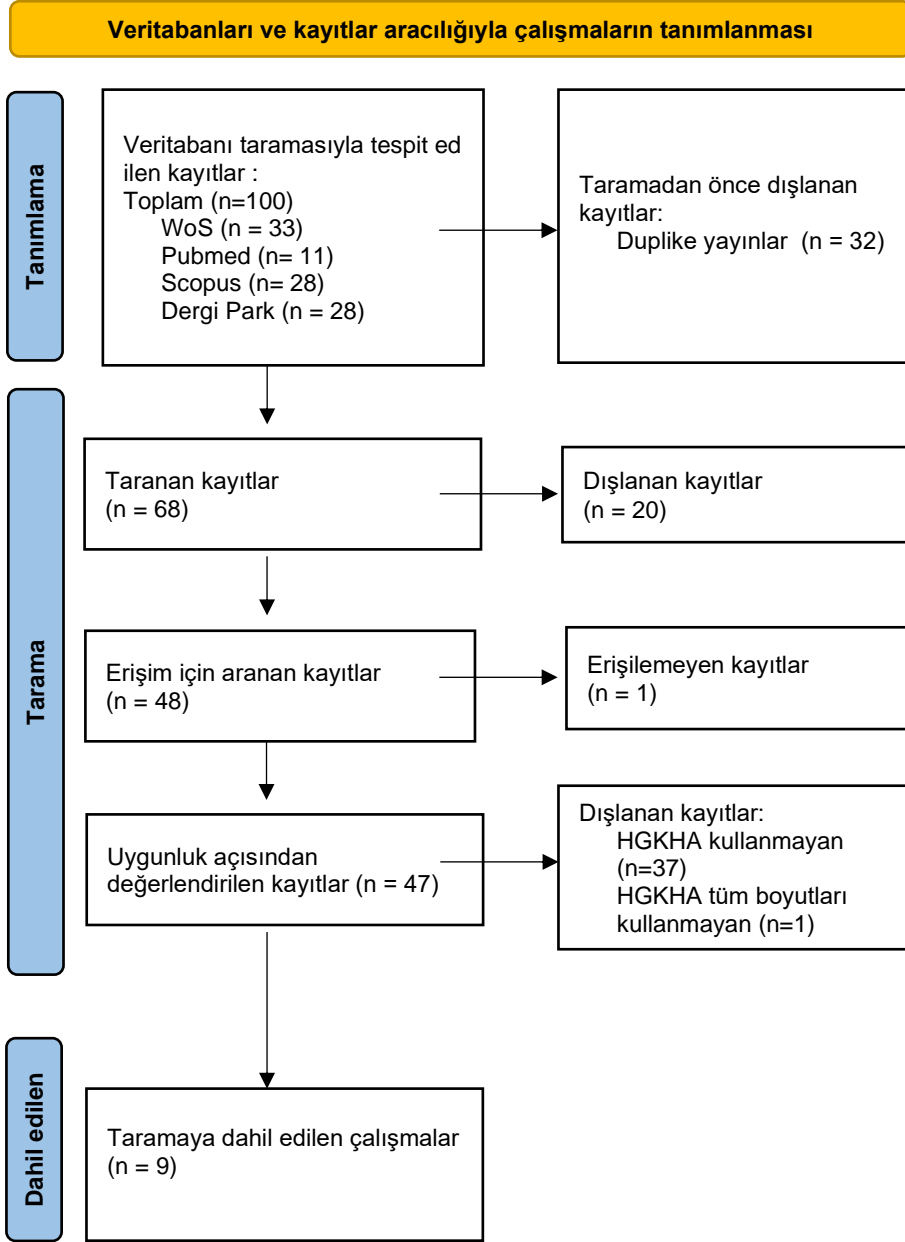 Veritabanları ve kayıtlar aracılığıyla çalışmaların tanımlanması
Tanımlama
Veritabanı taramasıyla tespit ed
ilen kayıtlar :
Toplam (n=100)
WoS (n = 33)
Pubmed (n= 11)
Scopus (n= 28)
Dergi Park (n = 28)
Taramadan önce dışlanan
kayıtlar:
Duplike yayınlar  (n = 32)
Tarama
Taranan kayıtlar
(n = 68)
Dışlanan kayıtlar
(n = 20)
Erişim için aranan kayıtlar
(n = 48)
Erişilemeyen kayıtlar
(n = 1)
Uygunluk açısından
değerlendirilen kayıtlar (n = 47)
Dışlanan kayıtlar:
HGKHA kullanmayan
(n=37)
HGKHA tüm boyutları
kullanmayan (n=1)
Dahil edilen
Taramaya dahil edilen çalışmalar
(n = 9)